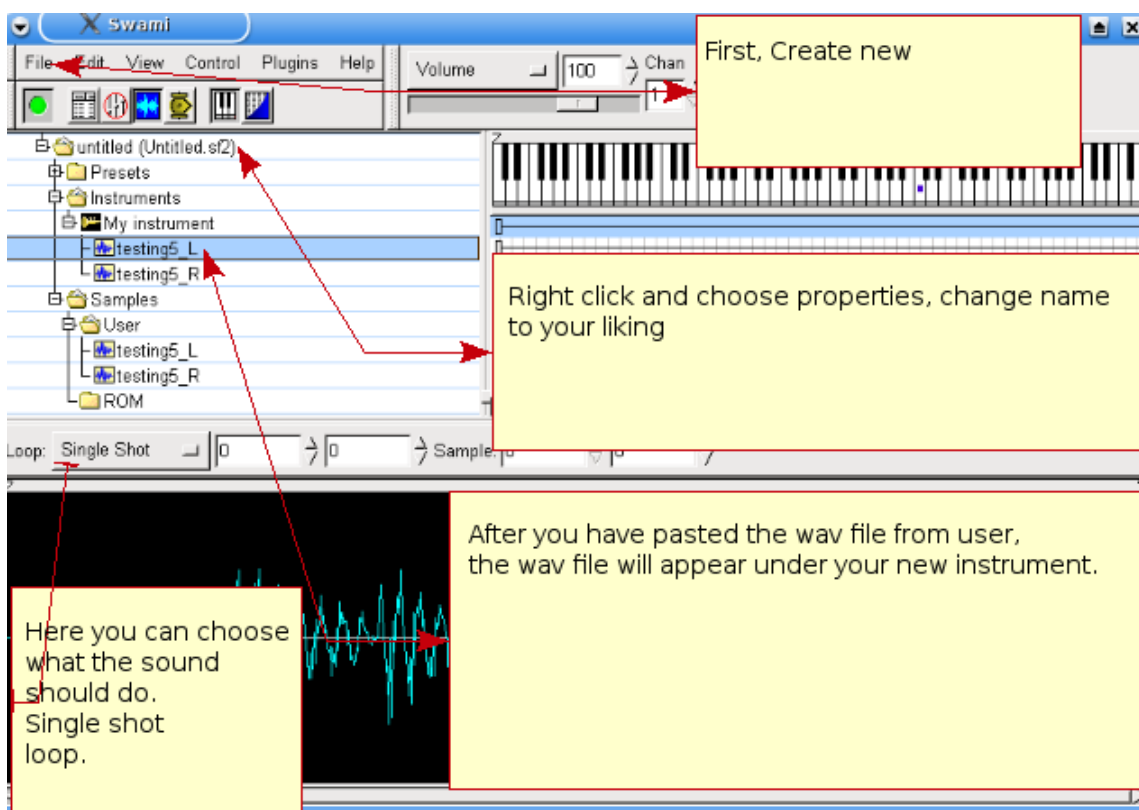 Swami
File Edit View Control Plugins Help
Volume 100 Chan
1
First, Create new
untitled (Untitled.sf2)
Presets
Instruments
My instrument
testing5_L
testing5_R
Samples
User
testing5_L
testing5_R
ROM
Right click and choose properties, change name
to your liking
Loop: Single Shot 0 0 Sample:
After you have pasted the wav file from user,
the wav file will appear under your new instrument.
Here you can choose
what the sound
should do.
Single shot
loop.